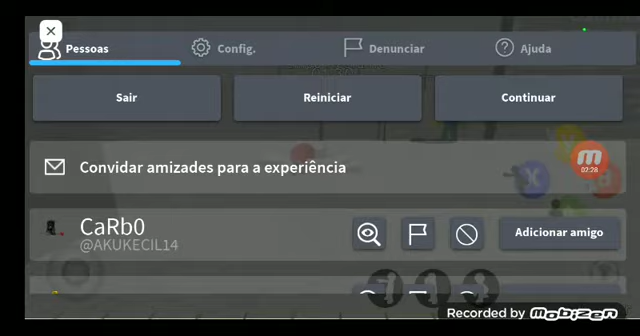 Pessoas
Config.
Denunciar
Ajuda
Sair
Reiniciar
Continuar
Convidar amizades para a experiência
02:28
X
CaRb0
@AKUKECIL14
Adicionar amigo
Recorded by mobizen